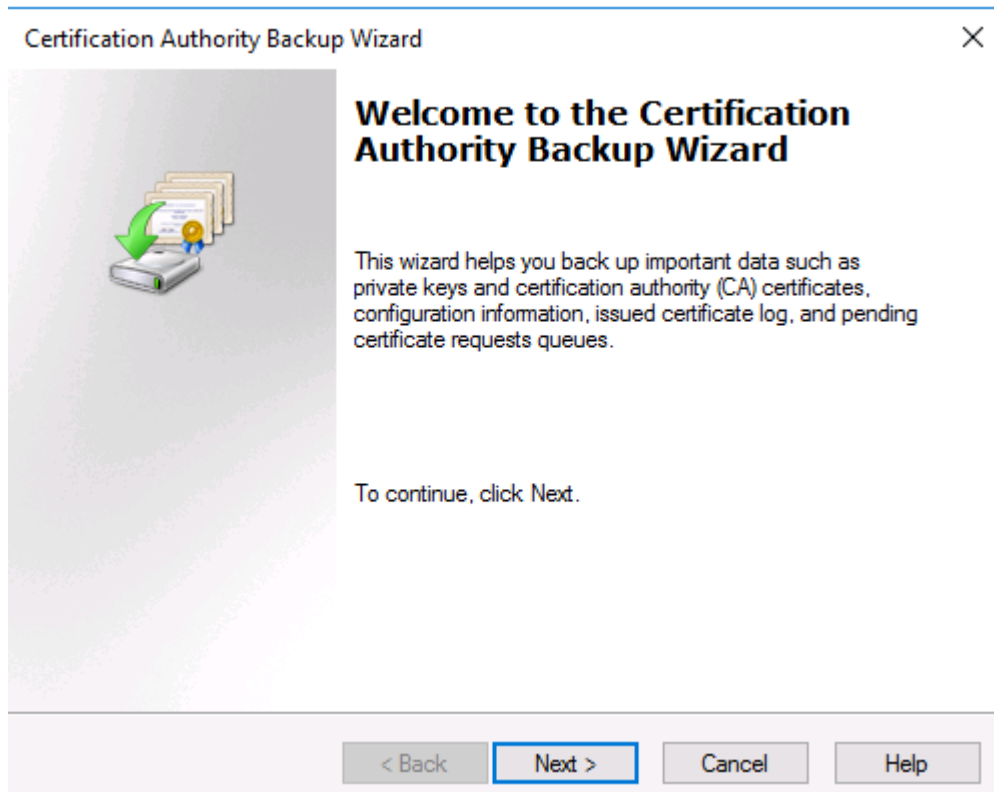 Certification Authority Backup Wizard
Welcome to the Certification
Authority Backup Wizard
This wizard helps you back up important data such as
private keys and certification authority (CA) certificates,
configuration information, issued certificate log, and pending
certificate requests queues.
To continue, click Next.
< Back Next > Cancel Help